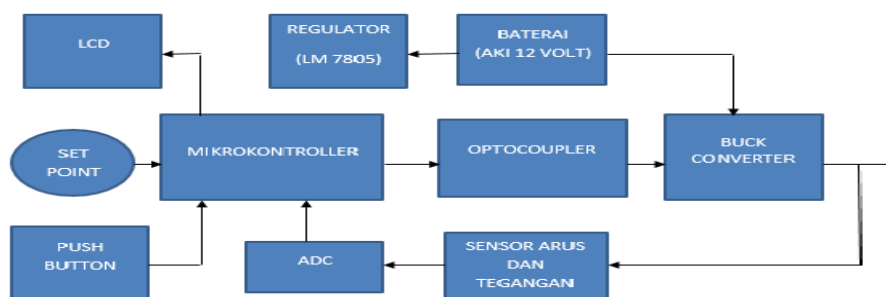 LCD
REGULATOR
(LM 7805)
BATERAI
(AKI 12 VOLT)
SET
POINT
MIKROKONTROLLER
OPTOCOUPLER
BUCK
CONVERTER
PUSH
BUTTON
ADC
SENSOR ARUS
DAN
TEGANGAN